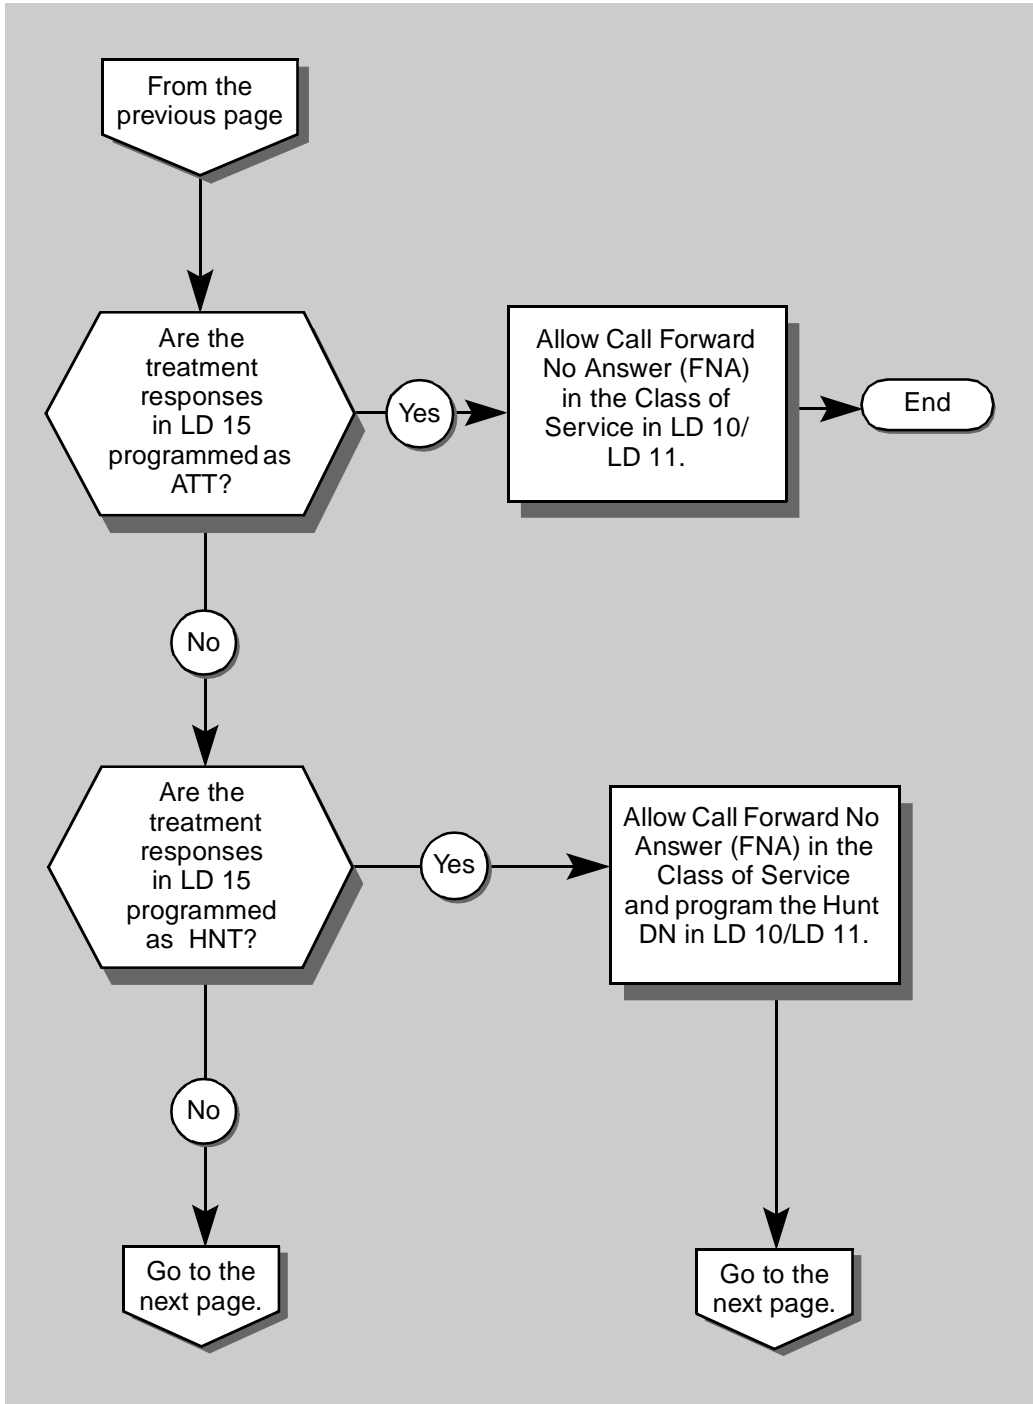 From the
previous page
Are the
treatment
responses
in LD 15
programmed as
ATT?
Yes
Allow Call Forward
No Answer (FNA)
in the Class of
Service in LD 10/
LD 11.
End
No
Are the
treatment
responses
in LD 15
programmed
as HNT?
Yes
Allow Call Forward No
Answer (FNA) in the
Class of Service
and program the Hunt
DN in LD 10/LD 11.
No
Go to the
next page.
Go to the
next page.